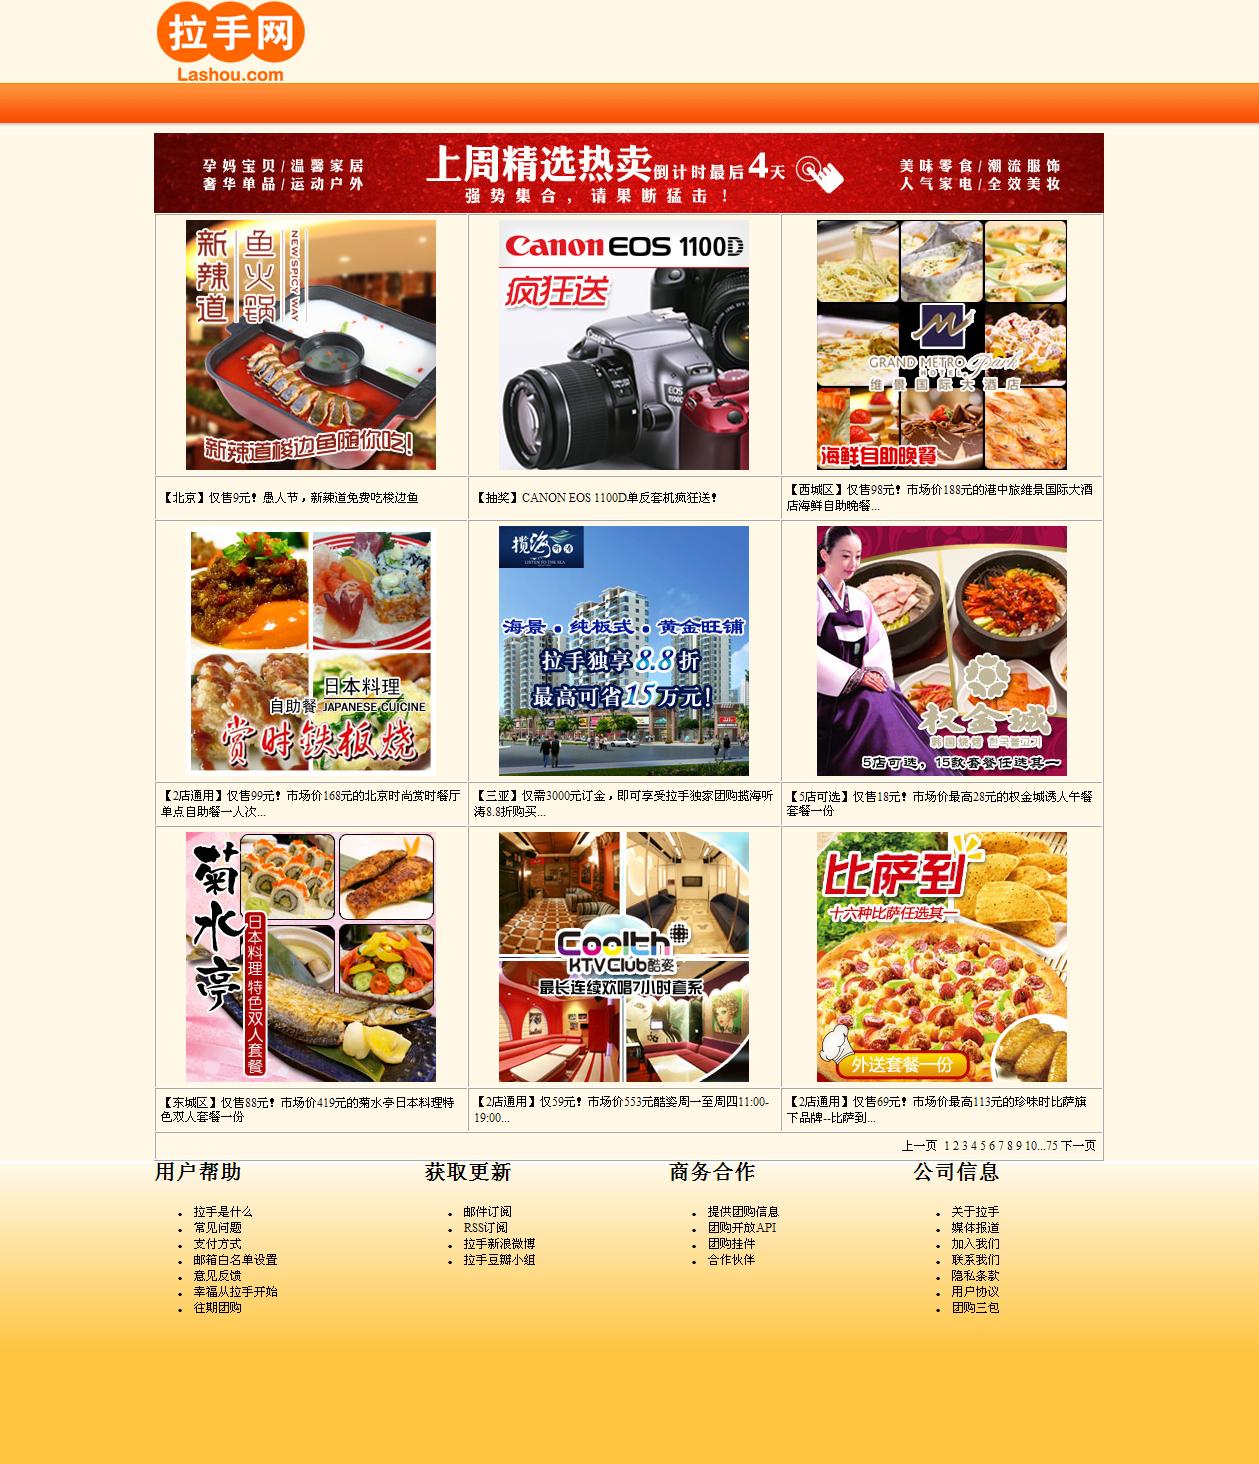 拉手网
Lashou.com
孕妈宝贝/温馨家居
奢华单品/运动户外
上周精选热卖倒计时最后4天
强势集合，请果断猛击！
美味零食/潮流服饰
人气家电/全效美妆
新辣道
鱼火锅
NEW SPICY WAY
新辣道梭边鱼随你吃!
Canon EOS 1100D
疯狂送
Canon
EOS
1100D
GRAND METRO Park
HOTEL
维景国际大酒店
海鲜自助晚餐
【北京】仅售9元！愚人节，新辣道免费吃梭边鱼
【抽奖】CANON EOS 1100D单反套机疯狂送！
【西城区】仅售98元！市场价188元的港中旅维景国际大酒
店海鲜自助晚餐...
日本料理
自助餐 JAPANESE CUICINE
赏时铁板烧
揽海听涛
LISTEN TO THE SEA
海景·纯板式·黄金旺铺
拉手独享8.8折
最高可省15万元！
权金城
韩国烧烤 한국불고기
5店可选，15款套餐任选其一
【2店通用】仅售99元！市场价168元的北京时尚赏时餐厅
单点自助餐一人次...
【三亚】仅需3000元订金，即可享受拉手独家团购揽海听
涛8.8折购买...
【5店可选】仅售18元！市场价最高28元的权金城诱人午餐
套餐一份
菊水亭
日本料理 特色双人套餐
Coolth
KTVClub酷姿
最长连续欢唱7小时套系
比萨到
十六种比萨任选其一
外送套餐一份
【东城区】仅售88元！市场价419元的菊水亭日本料理特
色双人套餐一份
【2店通用】仅59元！市场价553元酷姿周一至周四11:00-
19:00...
【2店通用】仅售69元！市场价最高113元的珍味时比萨旗
下品牌--比萨到...
上一页 1 2 3 4 5 6 7 8 9 10...75 下一页
用户帮助
拉手是什么
常见问题
支付方式
邮箱白名单设置
意见反馈
幸福从拉手开始
往期团购
获取更新
邮件订阅
RSS订阅
拉手新浪微博
拉手豆瓣小组
商务合作
提供团购信息
团购开放API
团购挂件
合作伙伴
公司信息
关于拉手
媒体报道
加入我们
联系我们
隐私条款
用户协议
团购三包